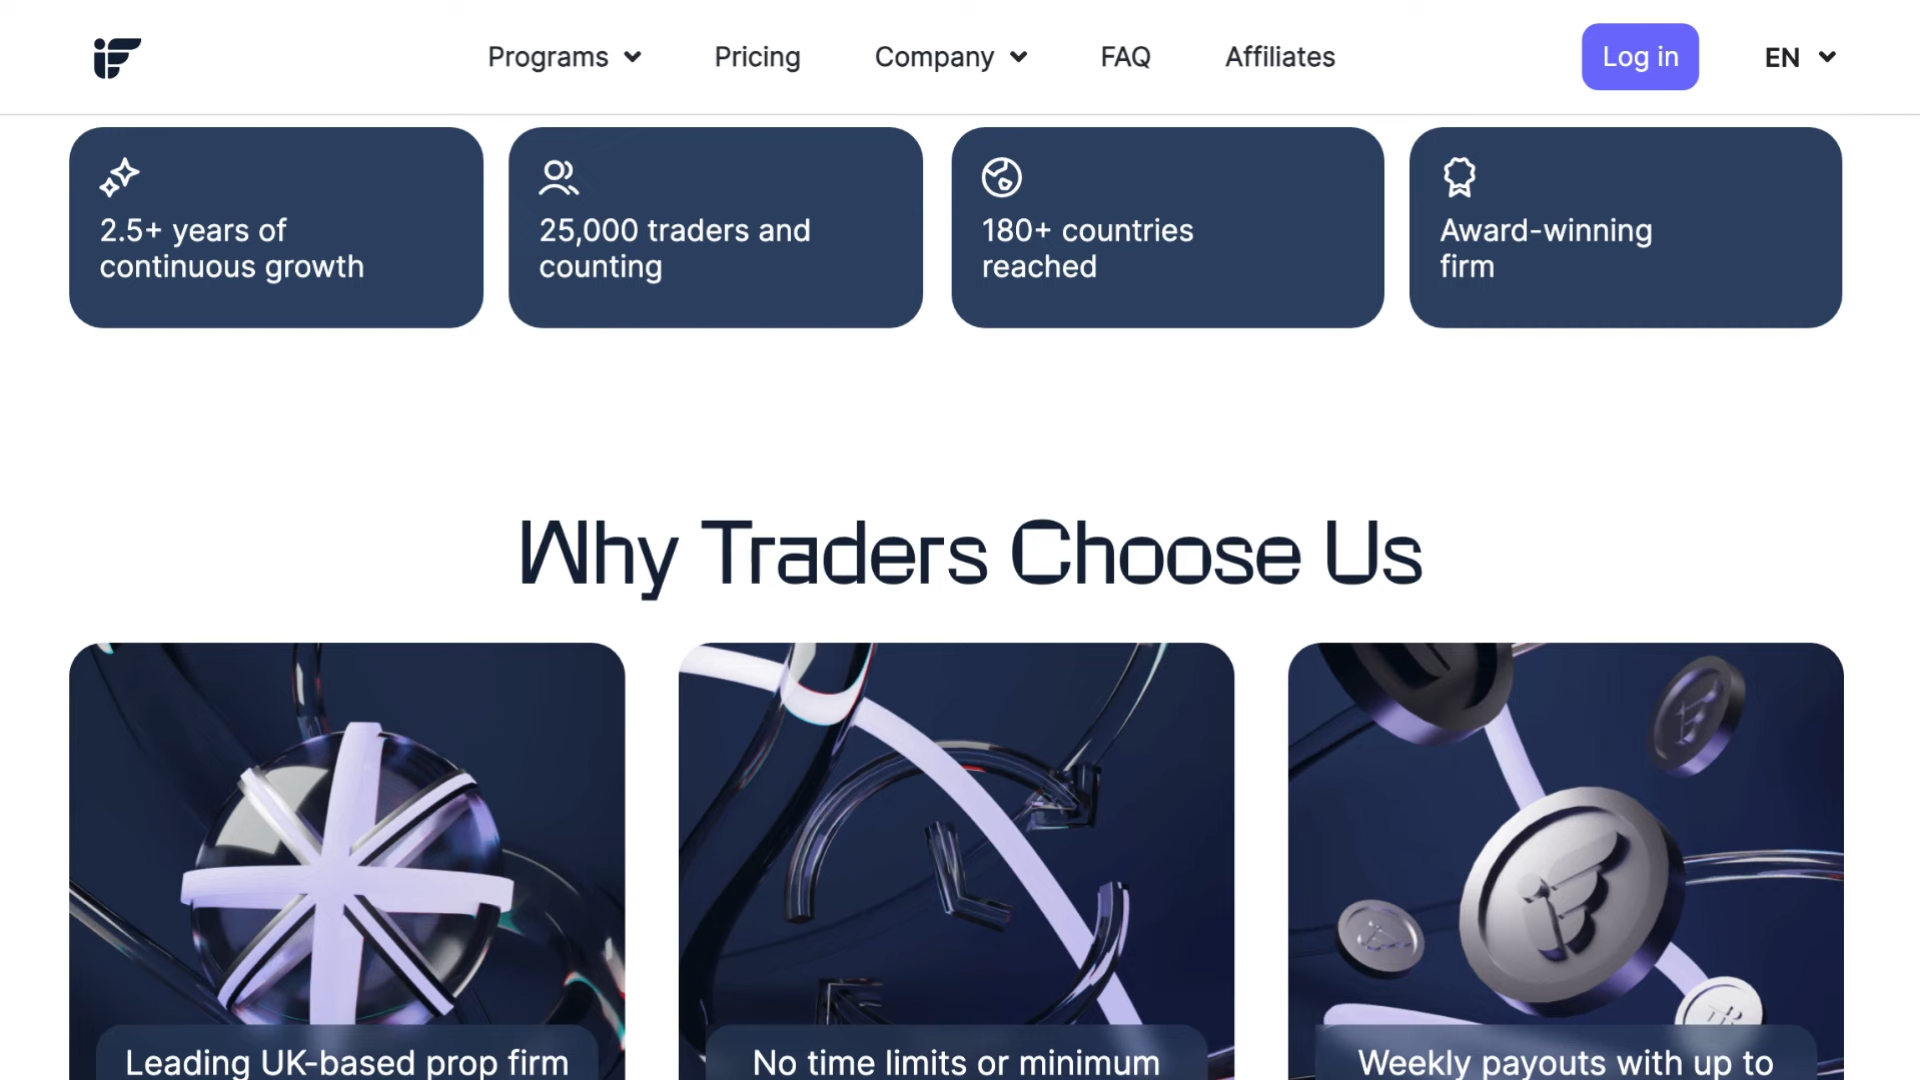 Programs
Pricing
Company
FAQ
Affiliates
Log in
EN
2.5+ years of
continuous growth
25,000 traders and
counting
180+ countries
reached
Award-winning
firm
Why Traders Choose Us
Leading UK-based prop firm
No time limits or minimum
Weekly payouts with up to